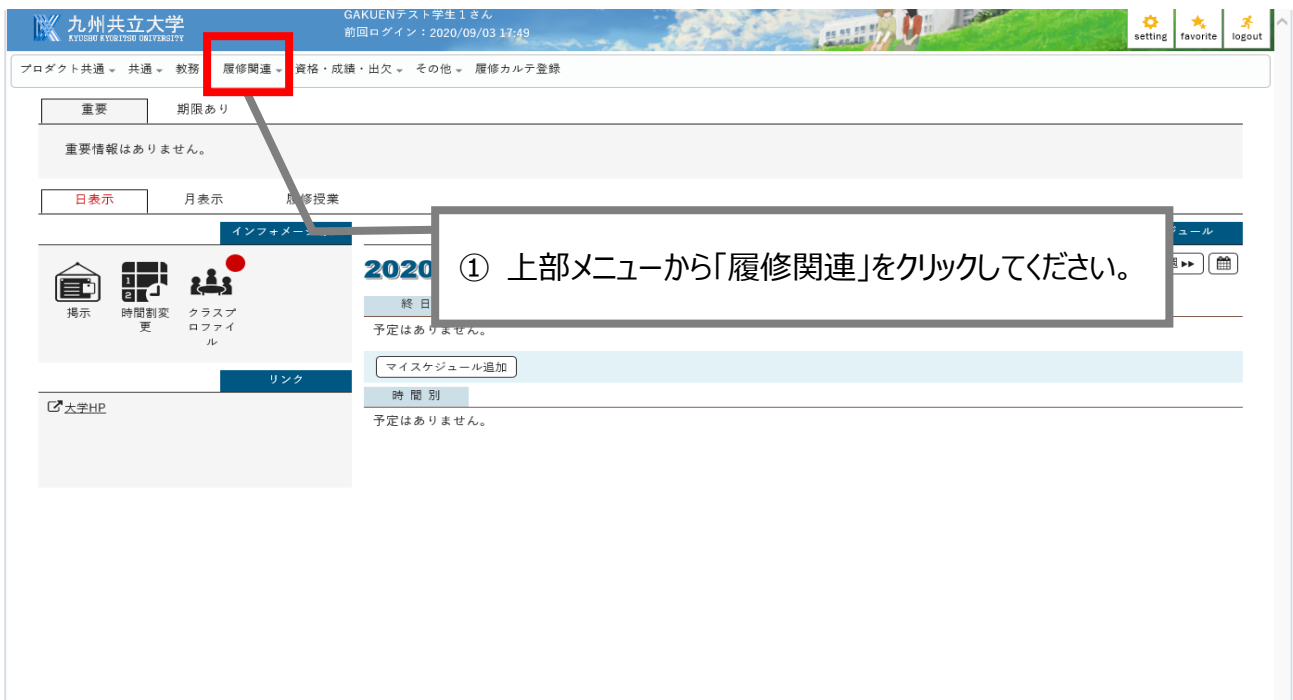 九州共立大学
KYUSHU KYORITSU UNIVERSITY
GAKUENテスト学生１さん
前回ログイン：2020/09/03 17:49
setting favorite logout
プロダクト共通 共通 教務 履修関連 資格・成績・出欠 その他 履修カルテ登録
重要 期限あり
重要情報はありません。
日表示 月表示 履修授業
インフォメーション
ュール
2020
① 上部メニューから「履修関連」をクリックしてください。
掲示 時間割変更 クラスプロファイル
終日
予定はありません。
マイスケジュール追加
リンク
時間別
大学HP
予定はありません。